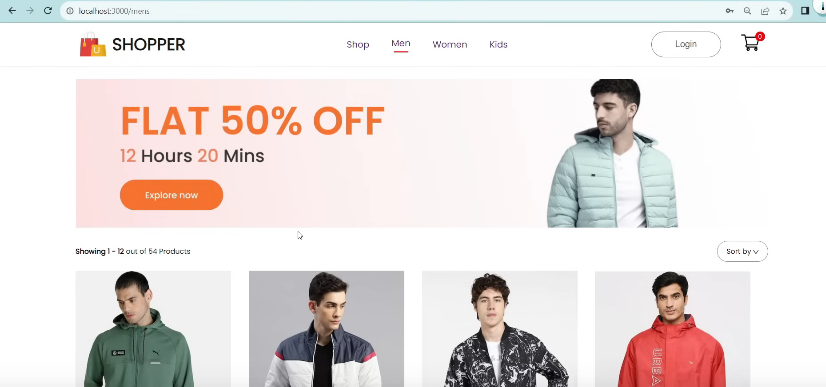 localhost:3000/mens
SHOPPER
Shop Men Women Kids
Login
0
FLAT 50% OFF
12 Hours 20 Mins
Explore now
Showing 1 - 12 out of 54 Products
Sort by